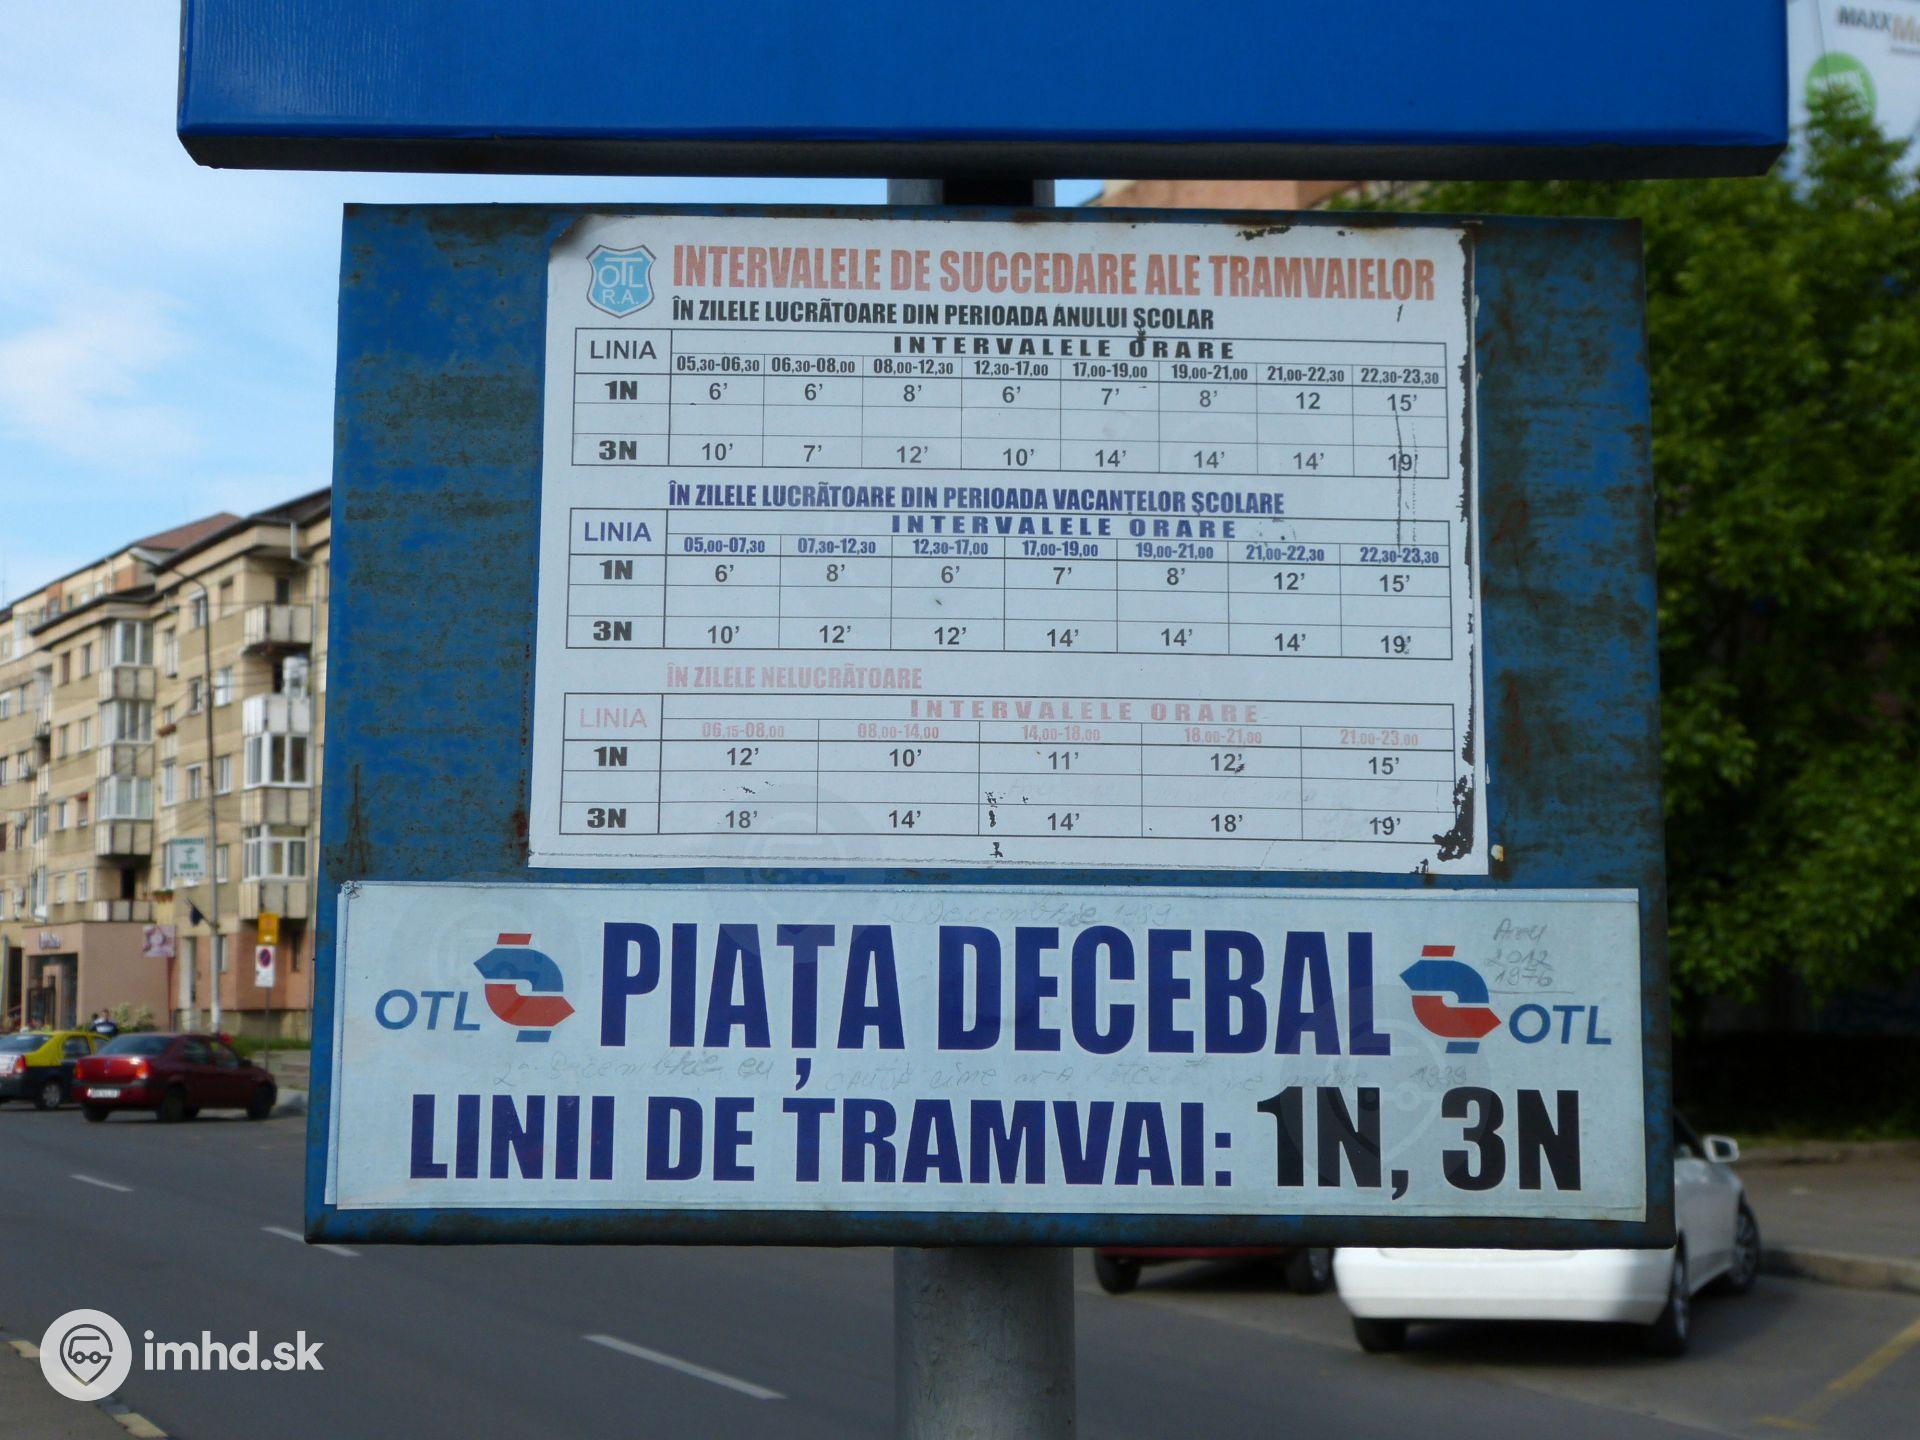 MAXX
OTL
R.A.
INTERVALELE DE SUCCEDARE ALE TRAMVAIELOR
ÎN ZILELE LUCRĂTOARE DIN PERIOADA ANULUI ŞCOLAR
LINIA INTERVALELE ORARE
05,30-06,30 06,30-08,00 08,00-12,30 12,30-17,00 17,00-19,00 19,00-21,00 21,00-22,30 22,30-23,30
1N 6' 6' 8' 6' 7' 8' 12 15'
3N 10' 7' 12' 10' 14' 14' 14' 19'
ÎN ZILELE LUCRĂTOARE DIN PERIOADA VACANȚELOR ŞCOLARE
LINIA INTERVALELE ORARE
05,00-07,30 07,30-12,30 12,30-17,00 17,00-19,00 19,00-21,00 21,00-22,30 22,30-23,30
1N 6' 8' 6' 7' 8' 12' 15'
3N 10' 12' 12' 14' 14' 14' 19'
ÎN ZILELE NELUCRĂTOARE
LINIA INTERVALELE ORARE
06,15-08,00 08,00-14,00 14,00-18,00 18,00-21,00 21,00-23,00
1N 12' 10' 11' 12' 15'
3N 18' 14' 14' 18' 19'
Decembrie 1989
2012
1976
OTL PIAȚA DECEBAL OTL
1989
LINII DE TRAMVAI: 1N, 3N
imhd.sk